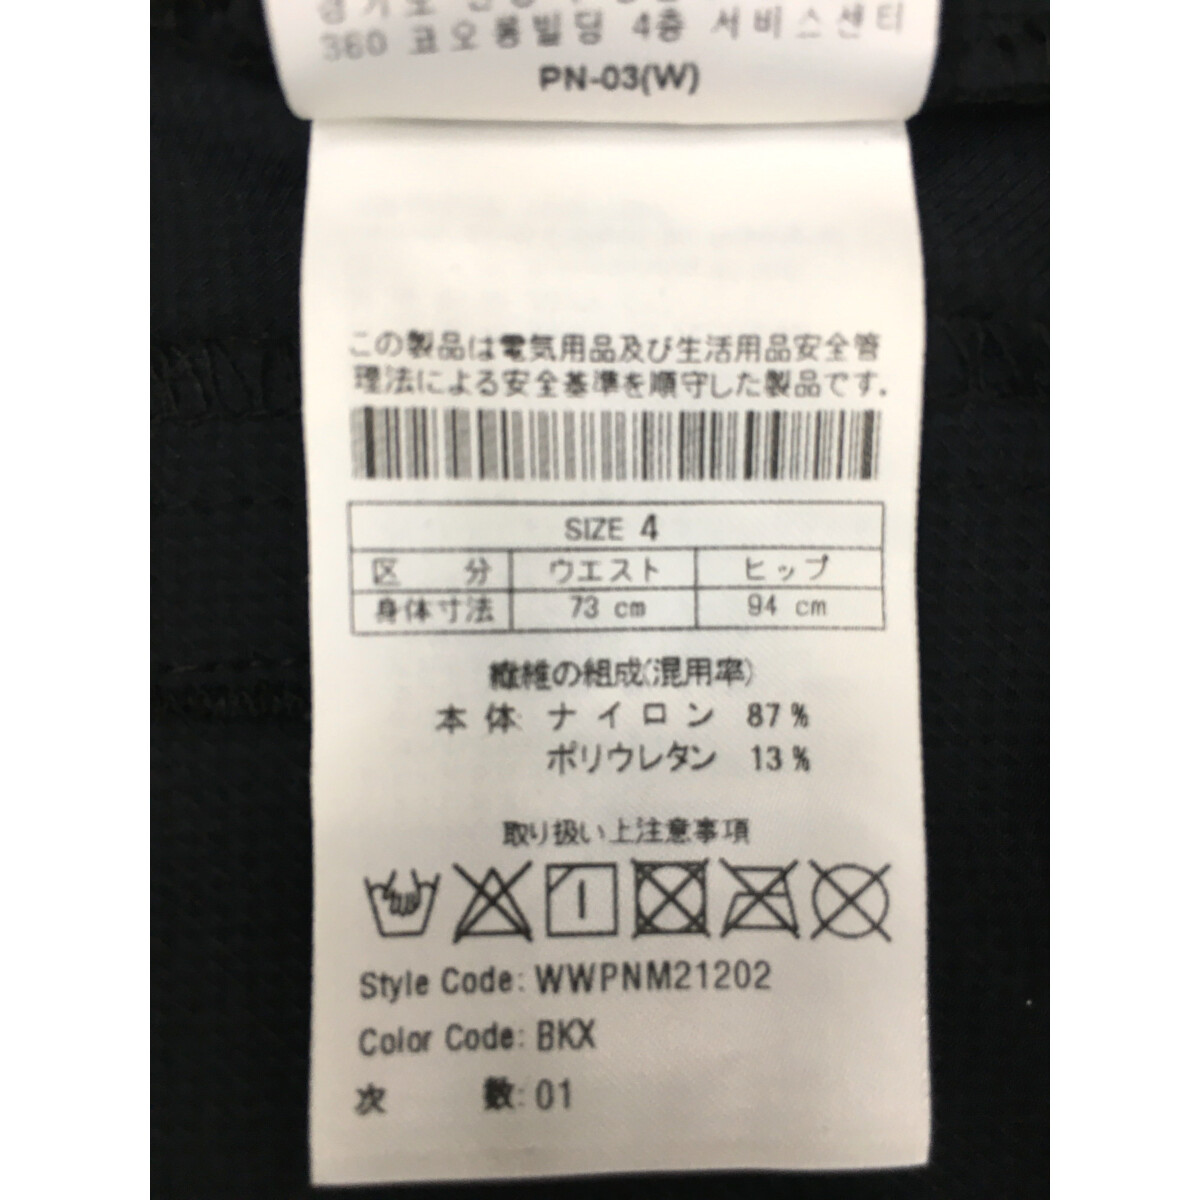 360 코오롱빌딩 4층 서비스센터
PN-03(W)
この製品は電気用品及び生活用品安全管
理法による安全基準を順守した製品です.
SIZE 4
区 分 ウエスト ヒップ
身体寸法 73 cm 94 cm
繊維の組成(混用率)
本 体: ナイロン 87%
ポリウレタン 13%
取り扱い上注意事項
Style Code: WWPNM21202
Color Code: BKX
次 数: 01